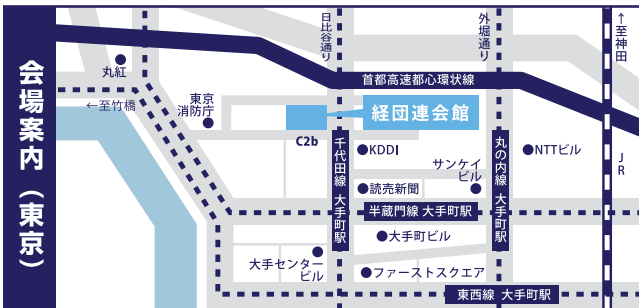 会場案内（東京）
日比谷通り
外堀通り
↑至神田
丸紅
首都高速都心環状線
←至竹橋
東京
消防庁
経団連会館
C2b
KDDI
サンケイ
ビル
NTTビル
JR
千代田線 大手町駅
丸の内線 大手町駅
読売新聞
半蔵門線 大手町駅
大手町ビル
大手センター
ビル
ファーストスクエア
東西線 大手町駅